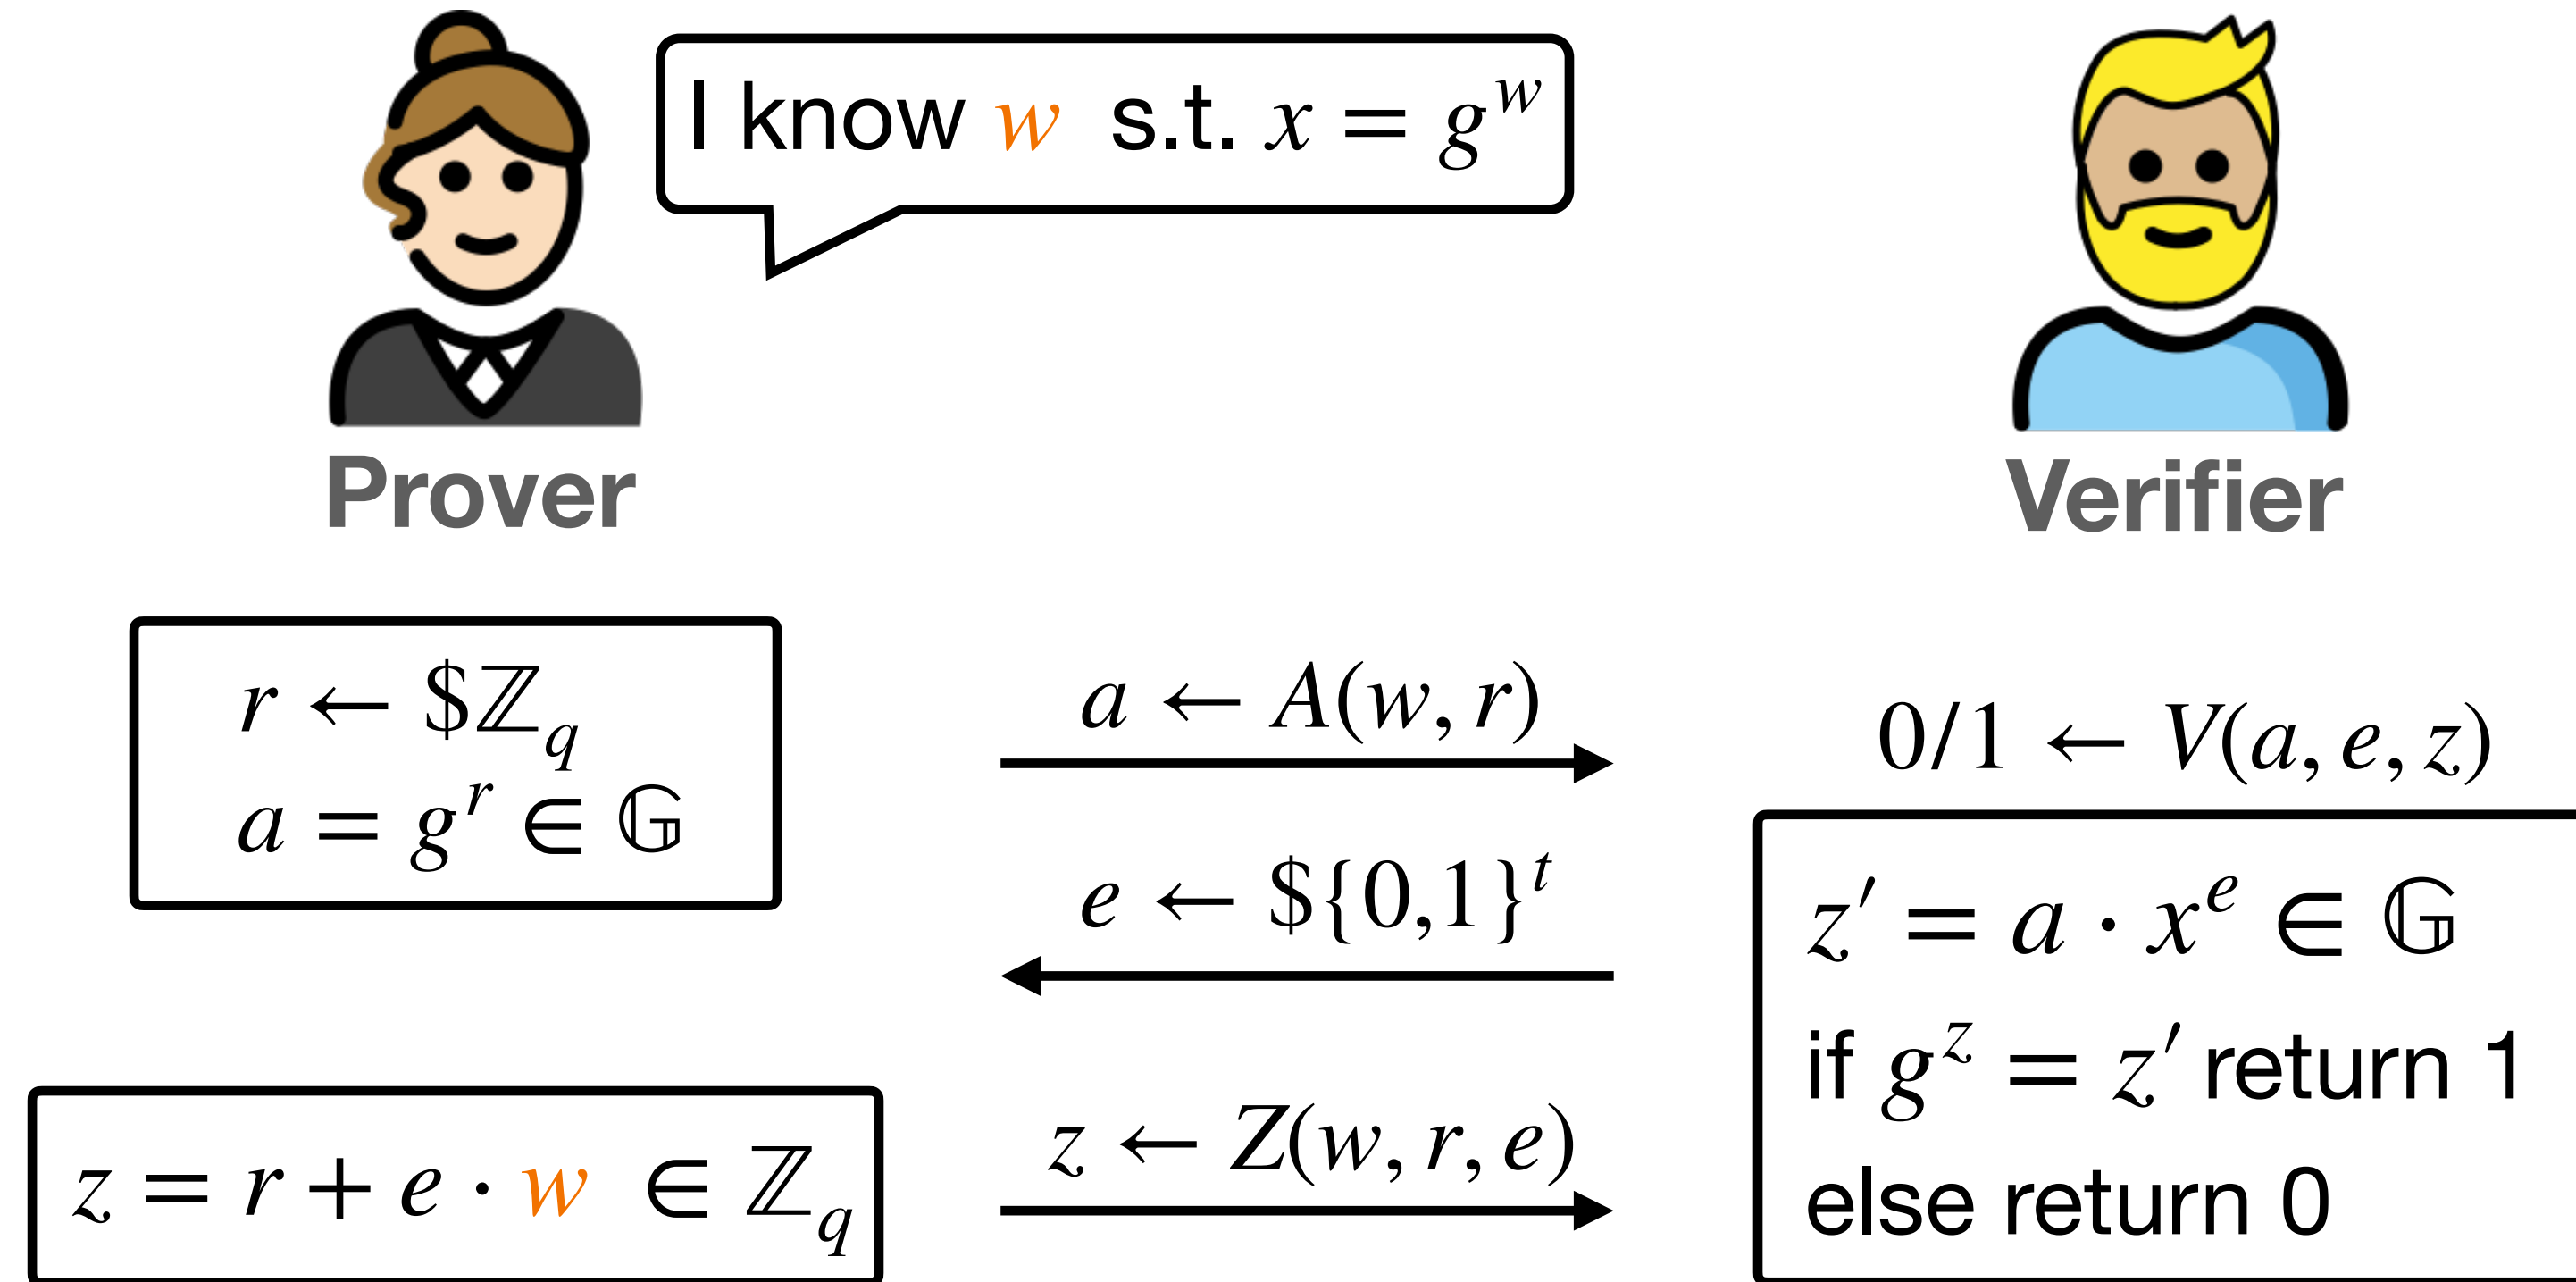 I know w s.t. x = g^w
Prover
Verifier
r ← $ℤ_q
a = g^r ∈ 𝔾
a ← A(w, r)
e ← ${0,1}^t
z = r + e · w ∈ ℤ_q
z ← Z(w, r, e)
0/1 ← V(a, e, z)
z′ = a · x^e ∈ 𝔾
if g^z = z′ return 1
else return 0